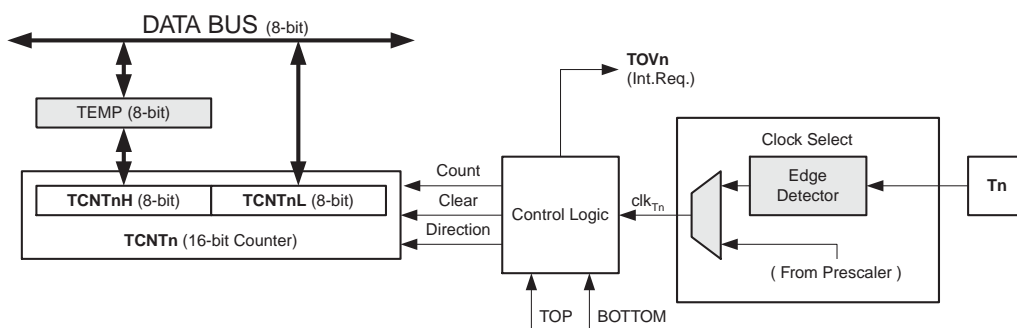 DATA BUS (8-bit)
TOVn
(Int.Req.)
TEMP (8-bit)
Clock Select
Count
Edge
Detector
Tn
TCNTnH (8-bit) TCNTnL (8-bit)
Clear
Control Logic
clkTn
TCNTn (16-bit Counter)
Direction
( From Prescaler )
TOP
BOTTOM